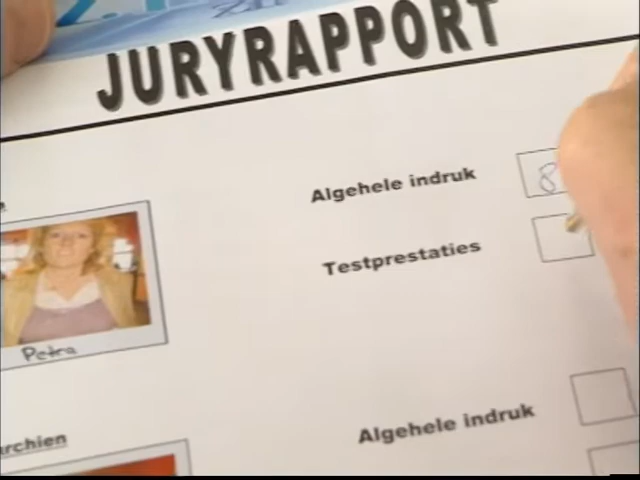 JURYRAPPORT
Algehele indruk
8
Testprestaties
Petra
Algehele indruk